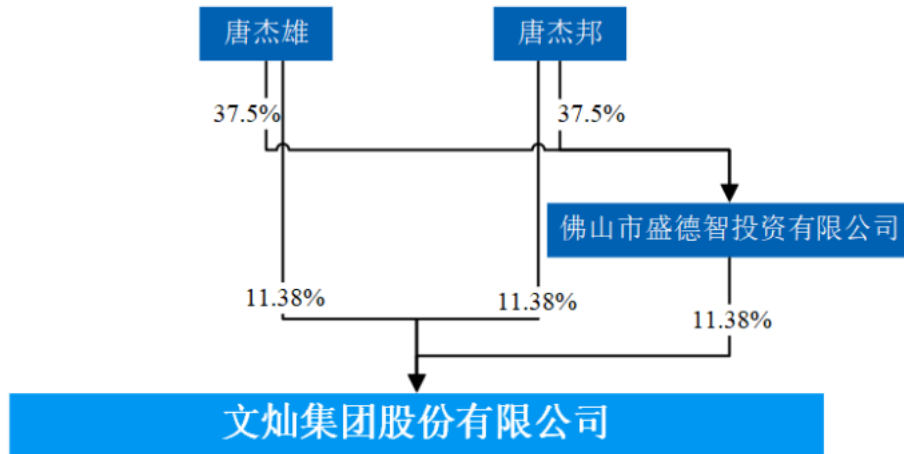 唐杰雄
唐杰邦
37.5%
37.5%
佛山市盛德智投资有限公司
11.38%
11.38%
11.38%
文灿集团股份有限公司